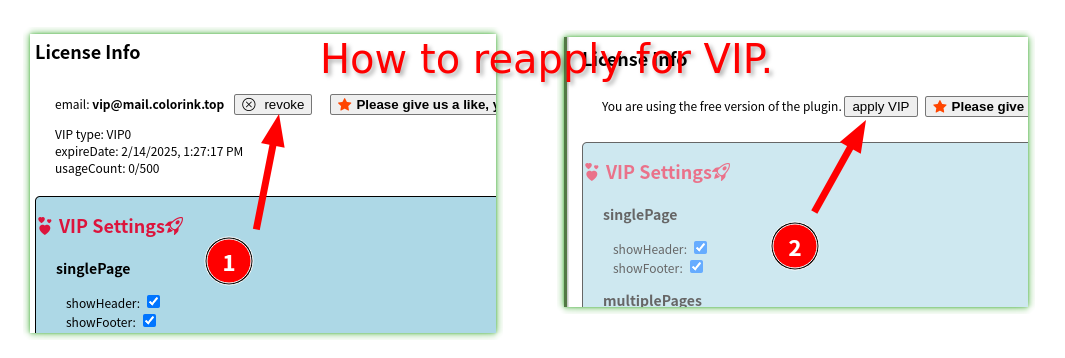 How to reapply for VIP.
License Info
email: vip@mail.colorink.top
revoke
Please give us a like,
VIP type: VIP0
expireDate: 2/14/2025, 1:27:17 PM
usageCount: 0/500
VIP Settings
singlePage
showHeader:
showFooter:
1
License Info
You are using the free version of the plugin.
apply VIP
Please give
VIP Settings
singlePage
showHeader:
showFooter:
multiplePages
2